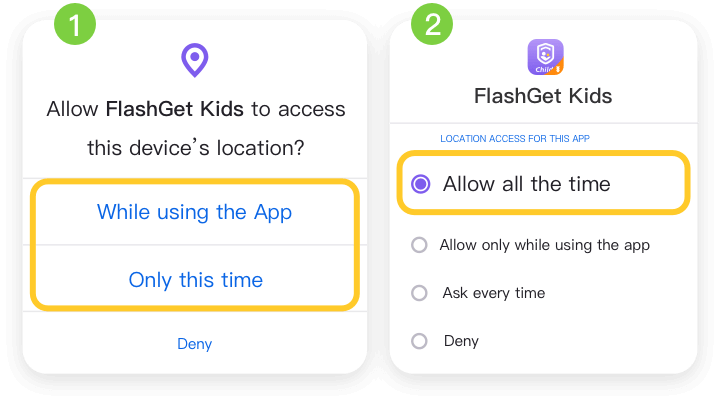 1
Allow FlashGet Kids to access
this device's location?
While using the App
Only this time
Deny
2
Child
FlashGet Kids
LOCATION ACCESS FOR THIS APP
Allow all the time
Allow only while using the app
Ask every time
Deny